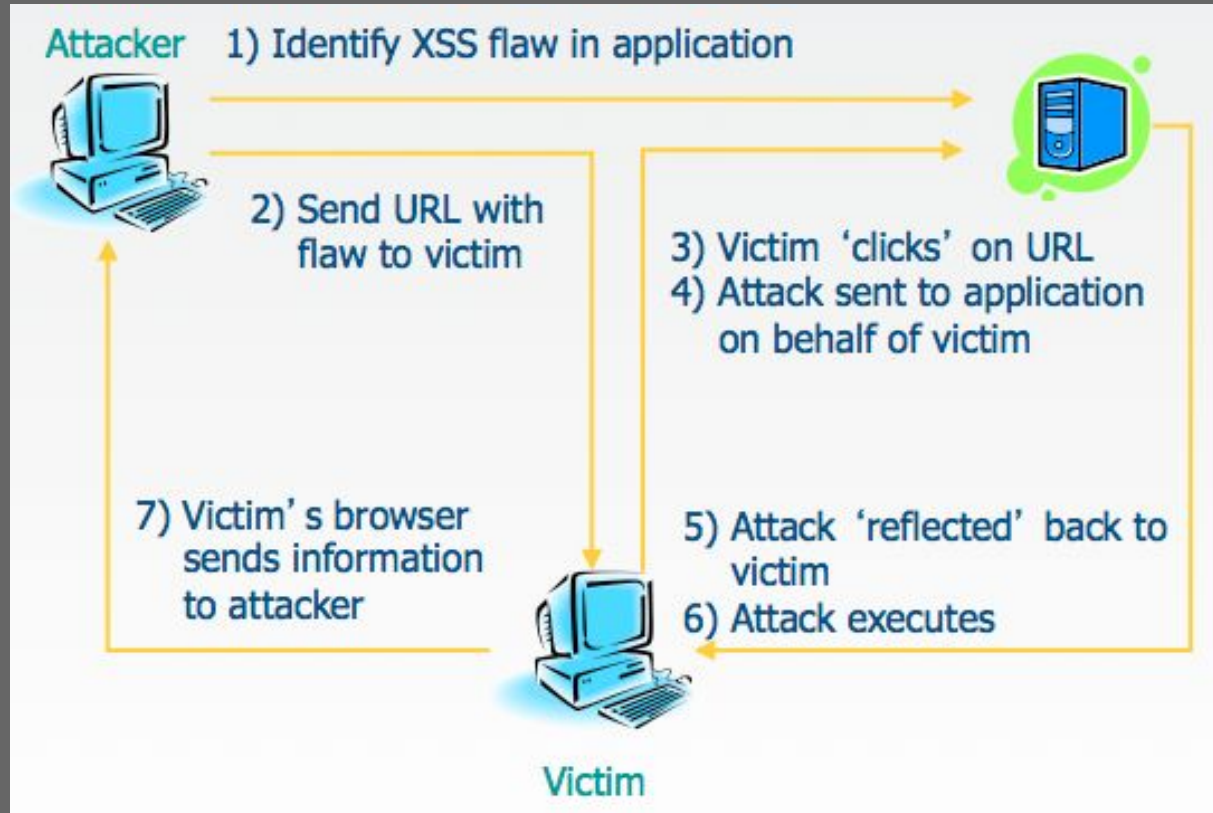 Attacker
1) Identify XSS flaw in application
2) Send URL with
flaw to victim
3) Victim ‘clicks’ on URL
4) Attack sent to application
on behalf of victim
7) Victim’s browser
sends information
to attacker
5) Attack ‘reflected’ back to
victim
6) Attack executes
Victim